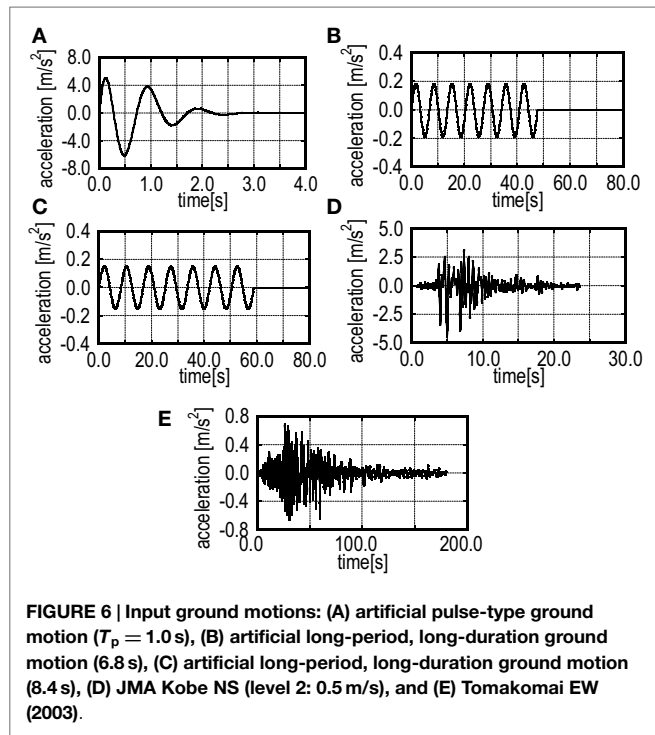 A
acceleration [m/s²]
8.0
4.0
0.0
-4.0
-8.0
0.0 1.0 2.0 3.0 4.0
time[s]
B
acceleration [m/s²]
0.4
0.2
0.0
-0.2
-0.4
0.0 20.0 40.0 60.0 80.0
time[s]
C
acceleration [m/s²]
0.4
0.2
0.0
-0.2
-0.4
0.0 20.0 40.0 60.0 80.0
time[s]
D
acceleration [m/s²]
5.0
2.5
0.0
-2.5
-5.0
0.0 10.0 20.0 30.0
time[s]
E
acceleration [m/s²]
0.8
0.4
0.0
-0.4
-0.8
0.0 100.0 200.0
time[s]
FIGURE 6 | Input ground motions: (A) artificial pulse-type ground
motion (Tp = 1.0 s), (B) artificial long-period, long-duration ground
motion (6.8 s), (C) artificial long-period, long-duration ground motion
(8.4 s), (D) JMA Kobe NS (level 2: 0.5 m/s), and (E) Tomakomai EW
(2003).